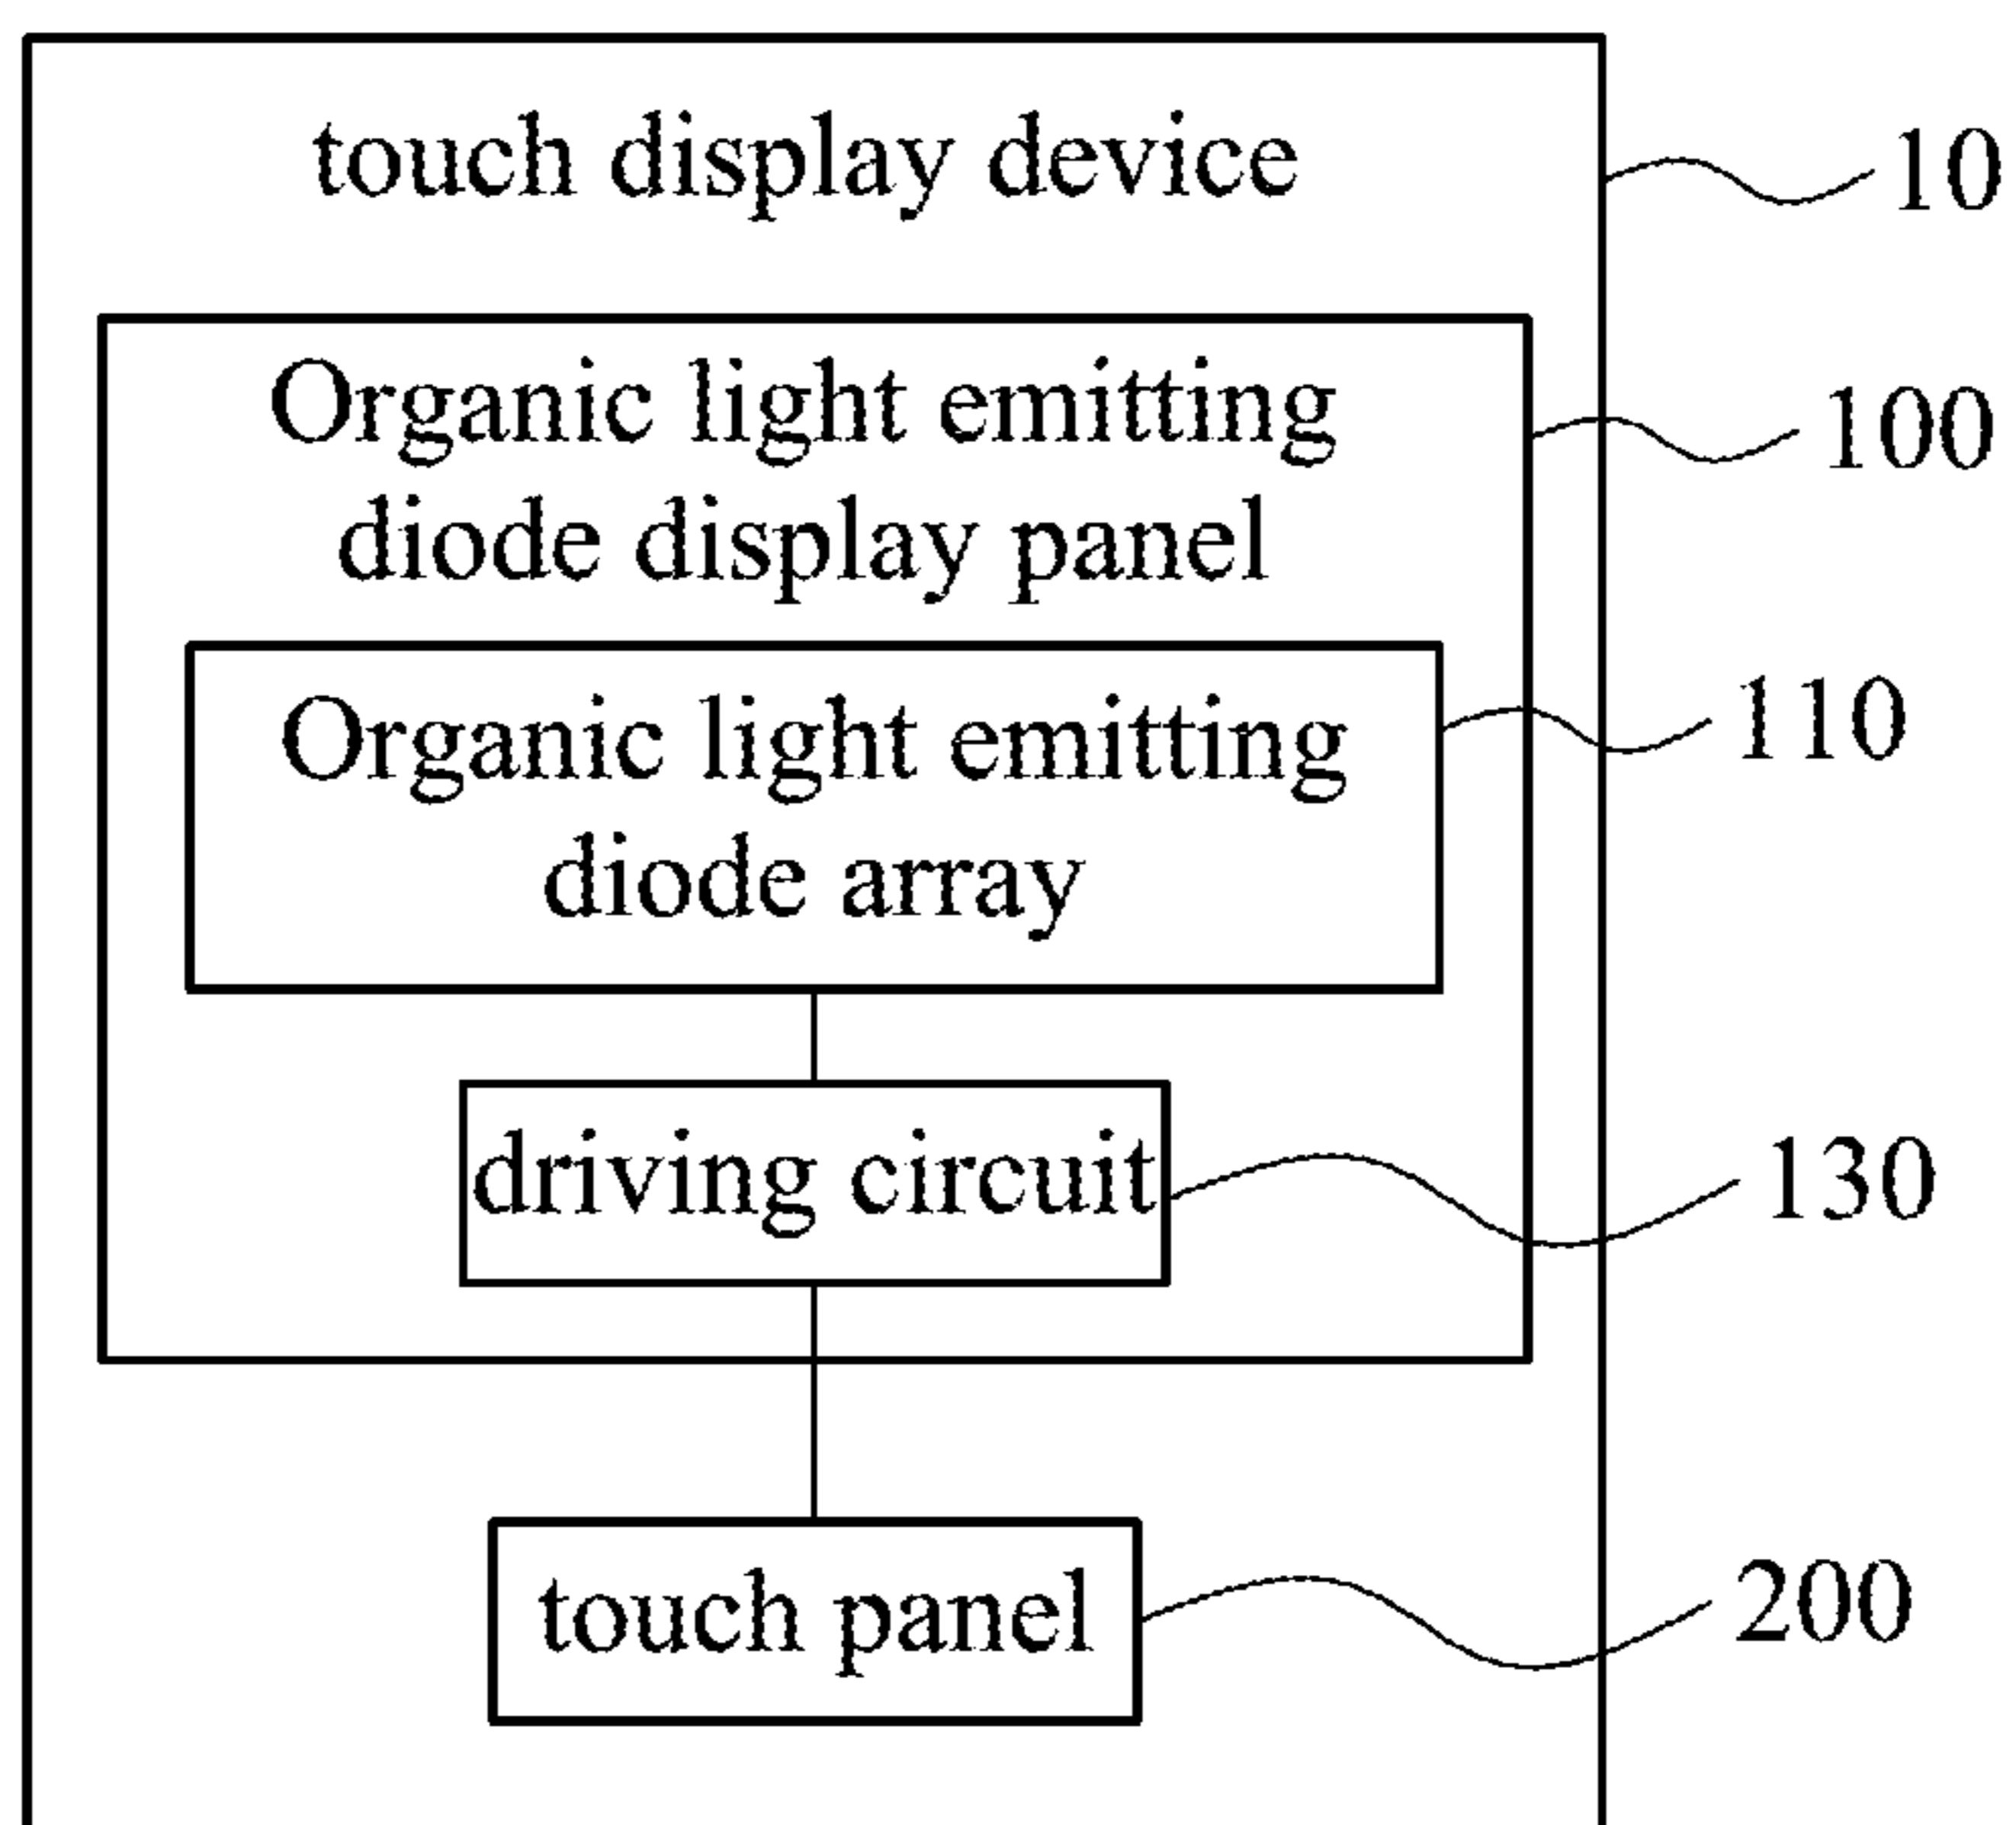 touch display device
10
Organic light emitting
diode display panel
100
Organic light emitting
diode array
110
driving circuit
130
touch panel
200